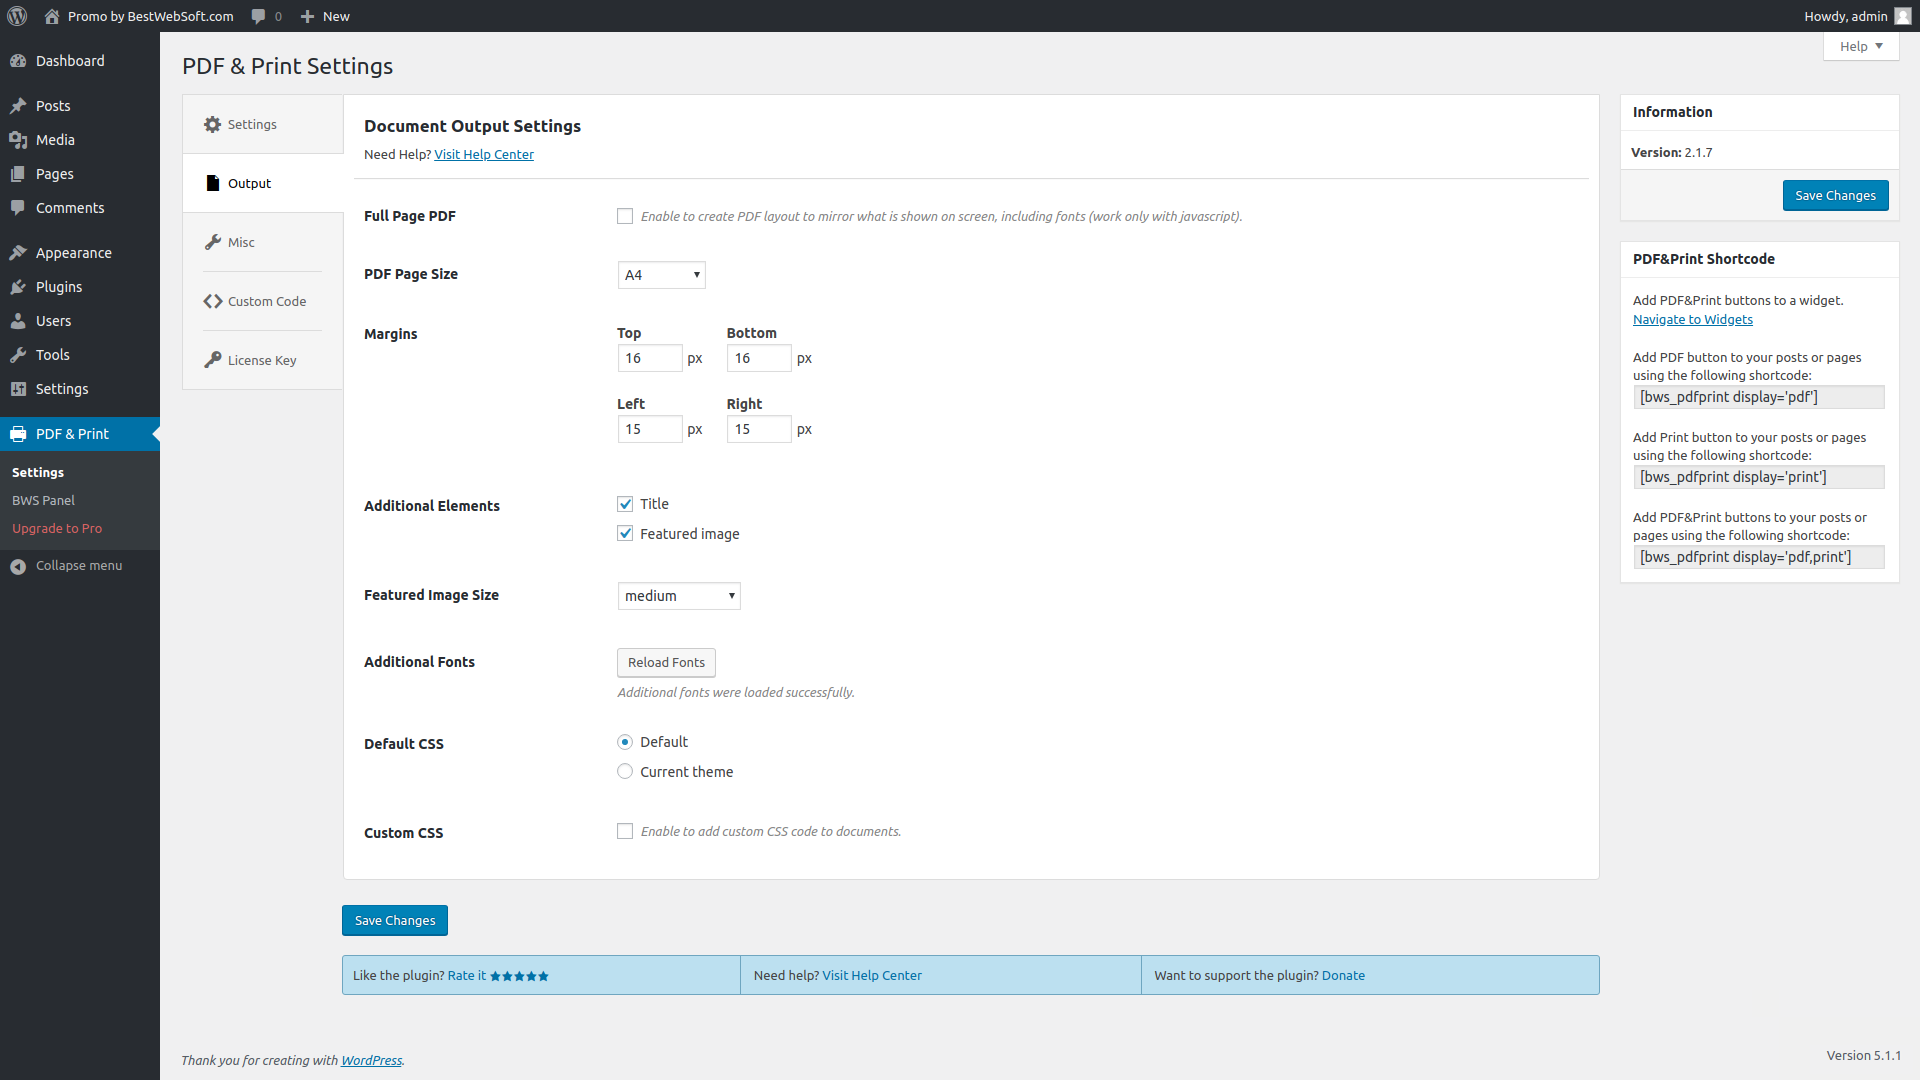 Promo by BestWebSoft.com
0
New
Howdy, admin
Dashboard
Posts
Media
Pages
Comments
Appearance
Plugins
Users
Tools
Settings
PDF & Print
Settings
BWS Panel
Upgrade to Pro
Collapse menu
Help
PDF & Print Settings
Settings
Output
Misc
Custom Code
License Key
Document Output Settings
Need Help? Visit Help Center
Full Page PDF
Enable to create PDF layout to mirror what is shown on screen, including fonts (work only with javascript).
PDF Page Size
A4
Margins
Top Bottom
16 px 16 px
Left Right
15 px 15 px
Additional Elements
Title
Featured image
Featured Image Size
medium
Additional Fonts
Reload Fonts
Additional fonts were loaded successfully.
Default CSS
Default
Current theme
Custom CSS
Enable to add custom CSS code to documents.
Save Changes
Like the plugin? Rate it ★★★★★
Need help? Visit Help Center
Want to support the plugin? Donate
Information
Version: 2.1.7
Save Changes
PDF&Print Shortcode
Add PDF&Print buttons to a widget.
Navigate to Widgets
Add PDF button to your posts or pages
using the following shortcode:
[bws_pdfprint display='pdf']
Add Print button to your posts or pages
using the following shortcode:
[bws_pdfprint display='print']
Add PDF&Print buttons to your posts or
pages using the following shortcode:
[bws_pdfprint display='pdf,print']
Thank you for creating with WordPress.
Version 5.1.1